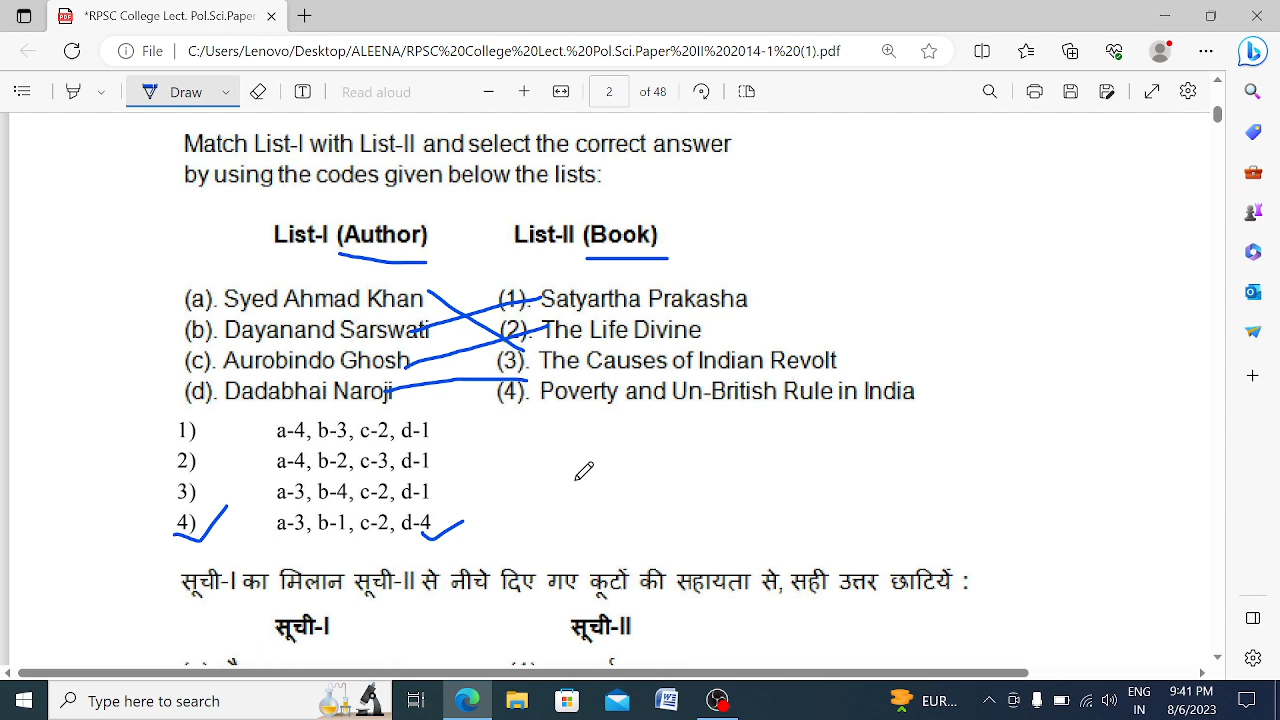 *RPSC College Lect. Pol.Sci.Paper
File
C:/Users/Lenovo/Desktop/ALEENA/RPSC%20College%20Lect.%20Pol.Sci.Paper%20II%202014-1%20(1).pdf
Draw
Read aloud
2 of 48
Match List-I with List-II and select the correct answer
by using the codes given below the lists:
List-I (Author) List-II (Book)
(a). Syed Ahmad Khan (1). Satyartha Prakasha
(b). Dayanand Sarswati (2). The Life Divine
(c). Aurobindo Ghosh (3). The Causes of Indian Revolt
(d). Dadabhai Naroji (4). Poverty and Un-British Rule in India
1) a-4, b-3, c-2, d-1
2) a-4, b-2, c-3, d-1
3) a-3, b-4, c-2, d-1
4) a-3, b-1, c-2, d-4
सूची-I का मिलान सूची-II से नीचे दिए गए कूटों की सहायता से, सही उत्तर छाटियें :
सूची-I सूची-II
Type here to search
EUR...
ENG
IN
9:41 PM
8/6/2023